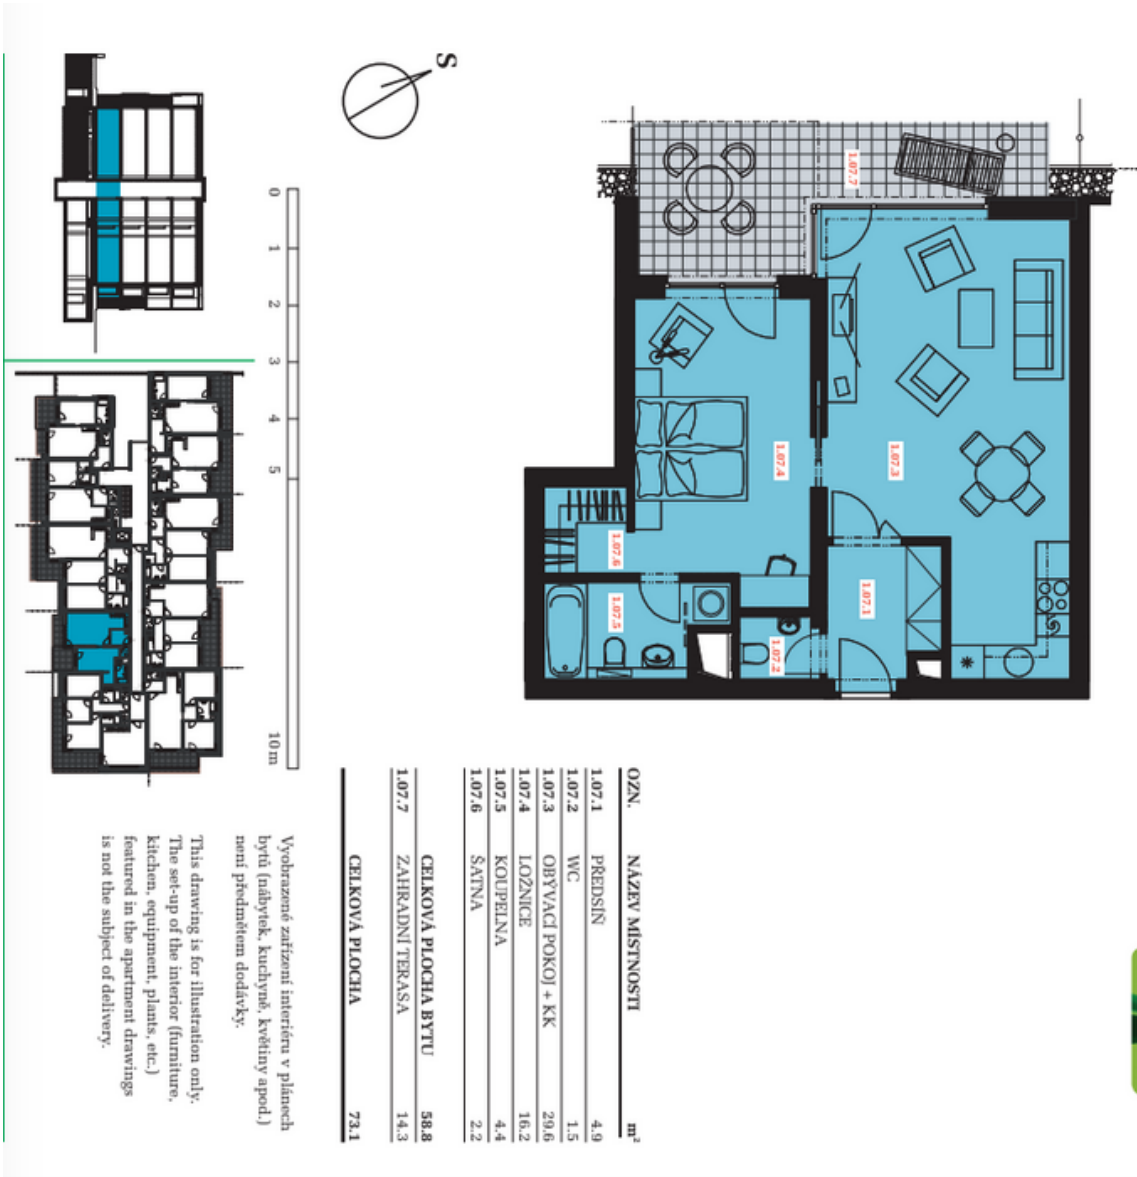 S
0 1 2 3 4 5 10 m
1.07.7
1.07.3
1.07.4
1.07.6
1.07.5
1.07.1
1.07.2
OZN. NÁZEV MÍSTNOSTI m²
1.07.1 PŘEDSÍŇ 4.9
1.07.2 WC 1.5
1.07.3 OBÝVACÍ POKOJ + KK 29.6
1.07.4 LOŽNICE 16.2
1.07.5 KOUPELNA 4.4
1.07.6 ŠATNA 2.2
CELKOVÁ PLOCHA BYTU 58.8
1.07.7 ZAHRADNÍ TERASA 14.3
CELKOVÁ PLOCHA 73.1
Vyobrazené zařízení interiéru v plánech
bytů (nábytek, kuchyně, květiny apod.)
není předmětem dodávky.
This drawing is for illustration only.
The set-up of the interior (furniture,
kitchen, equipment, plants, etc.)
featured in the apartment drawings
is not the subject of delivery.